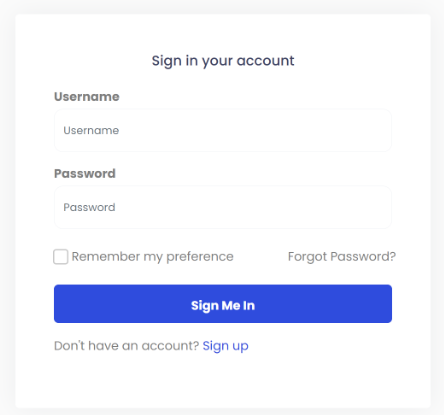 Sign in your account
Username
Username
Password
Password
Remember my preference Forgot Password?
Sign Me In
Don't have an account? Sign up